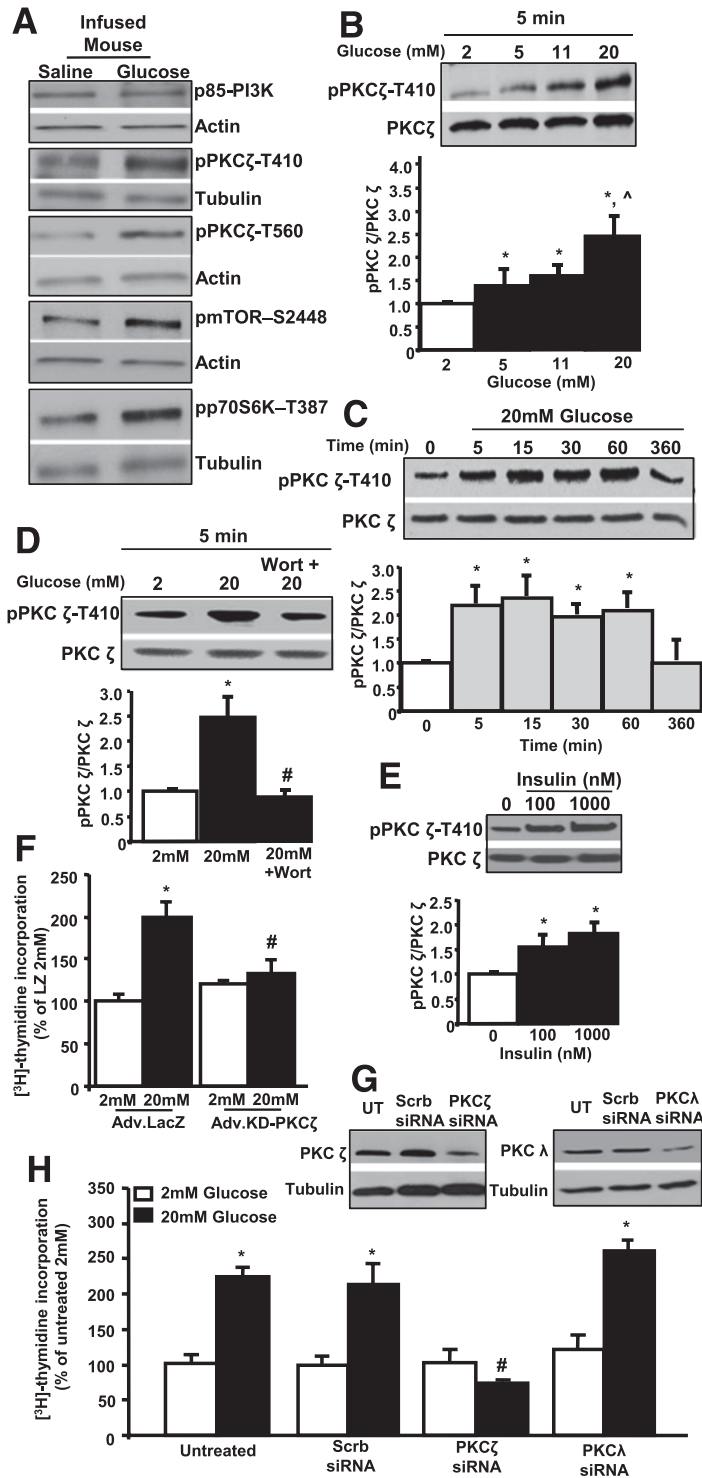 A
Infused
Mouse
Saline Glucose
p85-PI3K
Actin
pPKCζ-T410
Tubulin
pPKCζ-T560
Actin
pmTOR–S2448
Actin
pp70S6K–T387
Tubulin
B
5 min
Glucose (mM) 2 5 11 20
pPKCζ-T410
PKCζ
pPKC ζ/PKC ζ
4.0
3.5
3.0
2.5
2.0
1.5
1.0
0.5
0
* * *, ^
2 5 11 20
Glucose (mM)
C
20mM Glucose
Time (min) 0 5 15 30 60 360
pPKC ζ-T410
PKC ζ
pPKC ζ/PKC ζ
3.0
2.5
2.0
1.5
1.0
0.5
0
* * * *
0 5 15 30 60 360
Time (min)
D
5 min
Wort +
Glucose (mM) 2 20 20
pPKC ζ-T410
PKC ζ
pPKC ζ/PKC ζ
3.0
2.5
2.0
1.5
1.0
0.5
0
* #
2mM 20mM 20mM
+Wort
E
Insulin (nM)
0 100 1000
pPKC ζ-T410
PKC ζ
pPKC ζ/PKC ζ
2.5
2.0
1.5
1.0
0.5
0
* *
0 100 1000
Insulin (nM)
F
[³H]-thymidine incorporation
(% of LZ 2mM)
250
200
150
100
50
0
* #
2mM 20mM 2mM 20mM
Adv.LacZ Adv.KD-PKCζ
G
UT Scrb siRNA PKCζ siRNA
PKC ζ
Tubulin
UT Scrb siRNA PKCλ siRNA
PKC λ
Tubulin
H
[³H]-thymidine incorporation
(% of untreated 2mM)
350
300
250
200
150
100
50
0
2mM Glucose
20mM Glucose
* * # *
Untreated Scrb siRNA PKCζ siRNA PKCλ siRNA